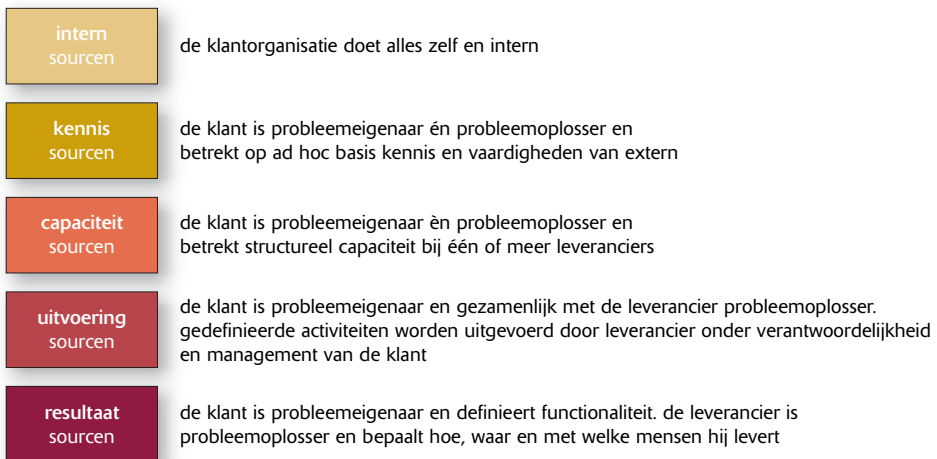 intern
sourcen
de klantorganisatie doet alles zelf en intern
kennis
sourcen
de klant is probleemeigenaar én probleemoplosser en
betrekt op ad hoc basis kennis en vaardigheden van extern
capaciteit
sourcen
de klant is probleemeigenaar èn probleemoplosser en
betrekt structureel capaciteit bij één of meer leveranciers
uitvoering
sourcen
de klant is probleemeigenaar en gezamenlijk met de leverancier probleemoplosser.
gedefinieerde activiteiten worden uitgevoerd door leverancier onder verantwoordelijkheid
en management van de klant
resultaat
sourcen
de klant is probleemeigenaar en definieert functionaliteit. de leverancier is
probleemoplosser en bepaalt hoe, waar en met welke mensen hij levert